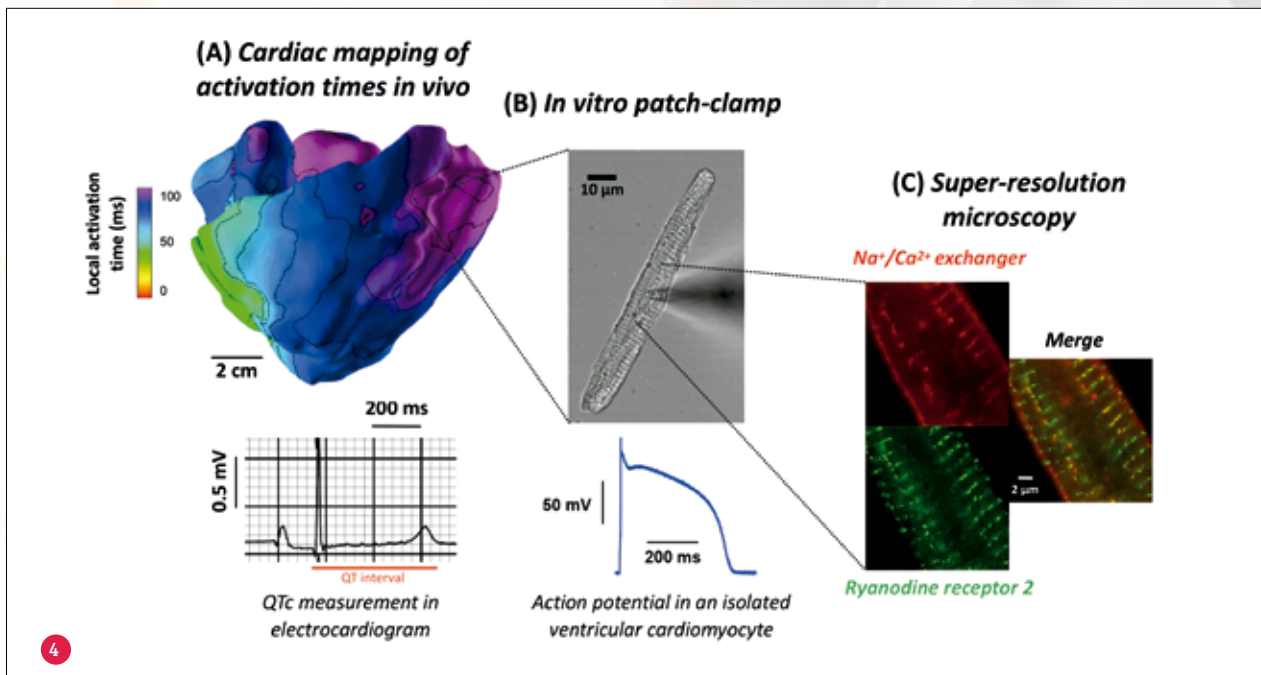 (A) Cardiac mapping of
activation times in vivo
Local activation
time (ms)
100
50
0
2 cm
200 ms
0.5 mV
QT interval
QTc measurement in
electrocardiogram
(B) In vitro patch-clamp
10 µm
50 mV
200 ms
Action potential in an isolated
ventricular cardiomyocyte
(C) Super-resolution
microscopy
Na⁺/Ca²⁺ exchanger
Merge
2 µm
Ryanodine receptor 2
4